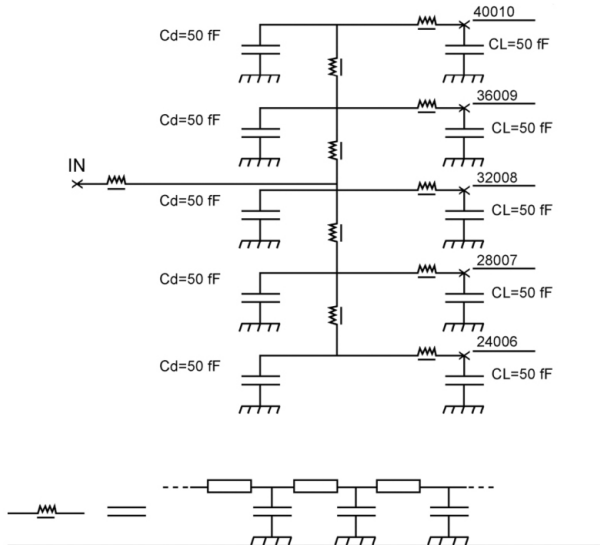 40010
Cd=50 fF
CL=50 fF
36009
Cd=50 fF
CL=50 fF
IN
32008
Cd=50 fF
CL=50 fF
28007
Cd=50 fF
CL=50 fF
24006
Cd=50 fF
CL=50 fF